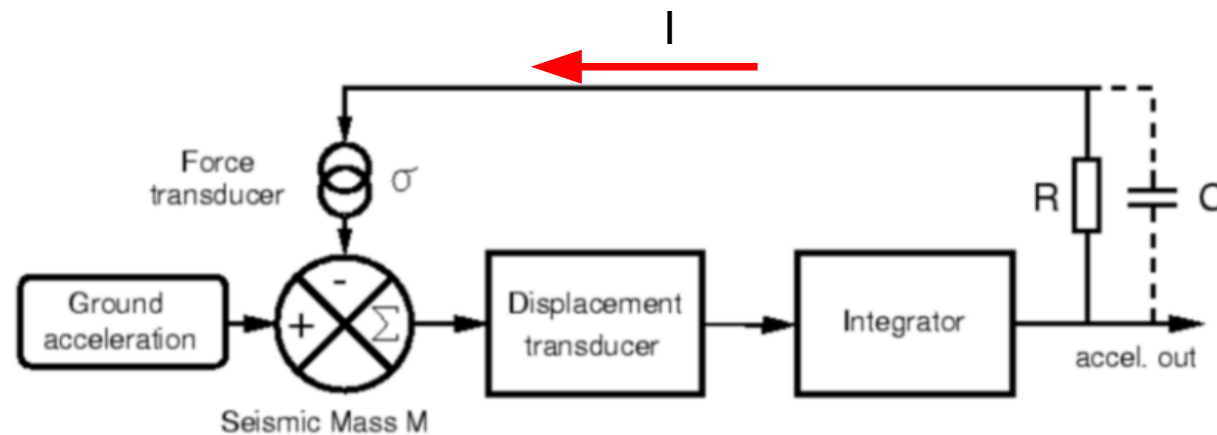 I
Force
transducer
σ
R
C
-
+
Σ
Ground
acceleration
Displacement
transducer
Integrator
accel. out
Seismic Mass M